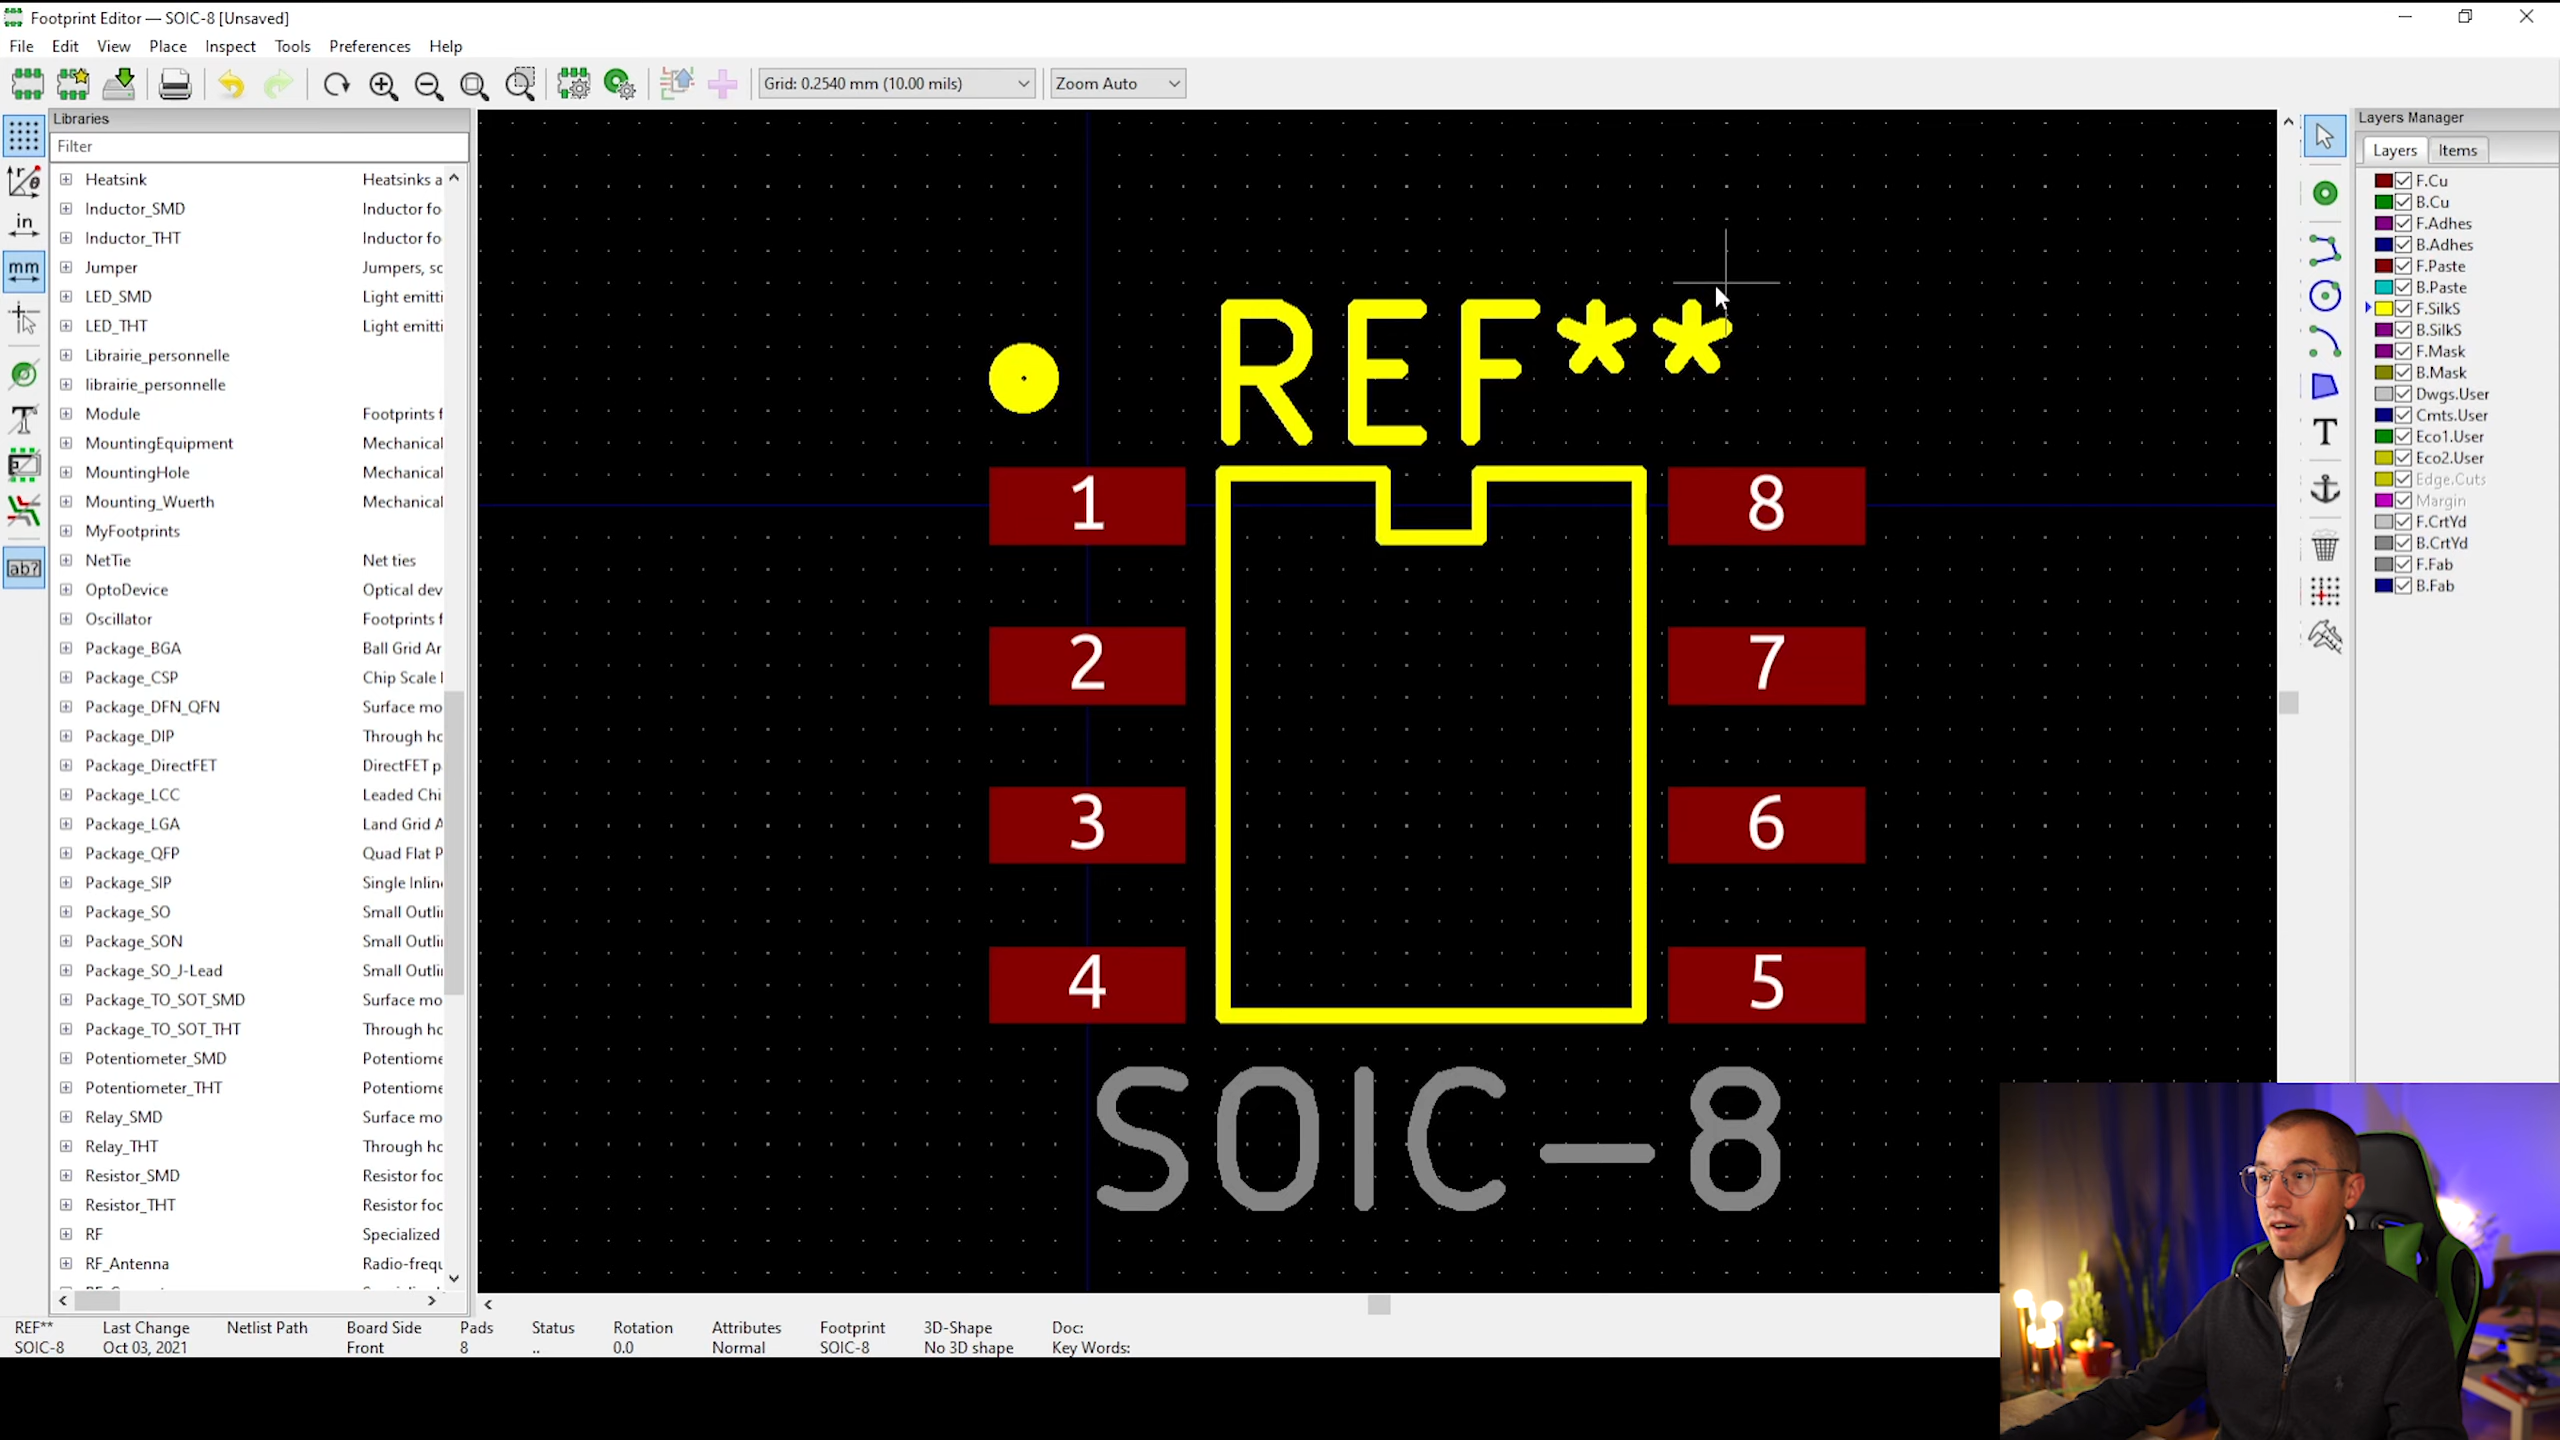 Footprint Editor — SOIC-8 [Unsaved]
File Edit View Place Inspect Tools Preferences Help
Grid: 0.2540 mm (10.00 mils) Zoom Auto
Libraries
Filter
Heatsink Heatsinks a
Inductor_SMD Inductor fo
Inductor_THT Inductor fo
Jumper Jumpers, sc
LED_SMD Light emitti
LED_THT Light emitti
Librairie_personnelle
librairie_personnelle
Module Footprints f
MountingEquipment Mechanical
MountingHole Mechanical
Mounting_Wuerth Mechanical
MyFootprints
NetTie Net ties
OptoDevice Optical dev
Oscillator Footprints f
Package_BGA Ball Grid Ar
Package_CSP Chip Scale
Package_DFN_QFN Surface mo
Package_DIP Through ho
Package_DirectFET DirectFET p
Package_LCC Leaded Chi
Package_LGA Land Grid A
Package_QFP Quad Flat P
Package_SIP Single Inlin
Package_SO Small Outli
Package_SON Small Outli
Package_SO_J-Lead Small Outli
Package_TO_SOT_SMD Surface mo
Package_TO_SOT_THT Through ho
Potentiometer_SMD Potentiome
Potentiometer_THT Potentiome
Relay_SMD Surface mo
Relay_THT Through ho
Resistor_SMD Resistor foo
Resistor_THT Resistor foo
RF Specialized
RF_Antenna Radio-frequ
in
mm
ab?
REF**
1 8
2 7
3 6
4 5
SOIC-8
T
Layers Manager
Layers Items
F.Cu
B.Cu
F.Adhes
B.Adhes
F.Paste
B.Paste
F.SilkS
B.SilkS
F.Mask
B.Mask
Dwgs.User
Cmts.User
Eco1.User
Eco2.User
Edge.Cuts
Margin
F.CrtYd
B.CrtYd
F.Fab
B.Fab
REF** Last Change Netlist Path Board Side Pads Status Rotation Attributes Footprint 3D-Shape Doc:
SOIC-8 Oct 03, 2021 Front 8 .. 0.0 Normal SOIC-8 No 3D shape Key Words: